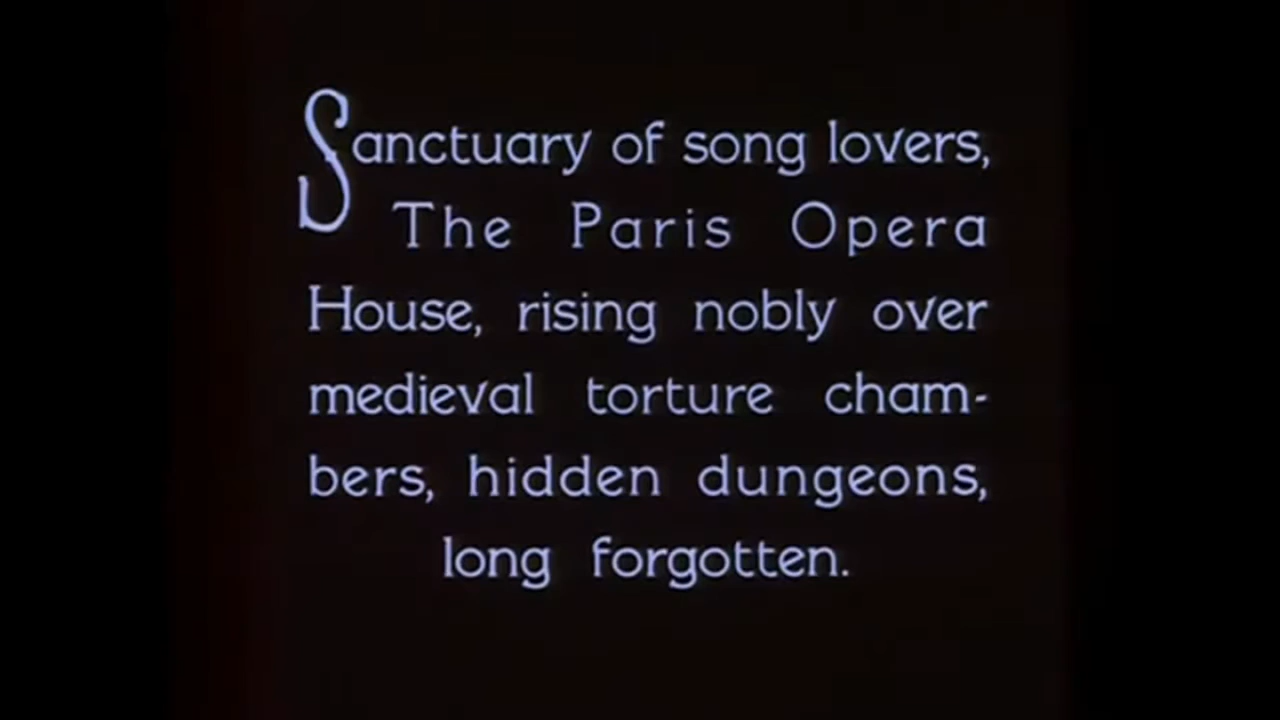 Sanctuary of song lovers,
The Paris Opera
House, rising nobly over
medieval torture cham-
bers, hidden dungeons,
long forgotten.